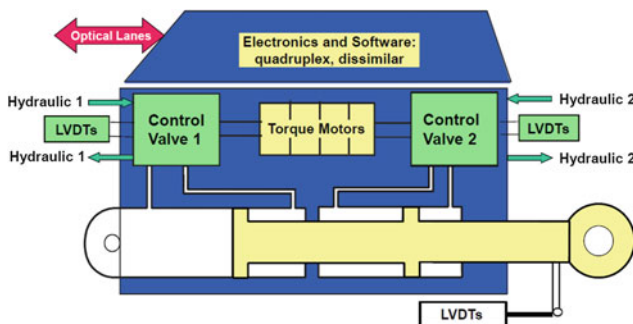 Optical Lanes
Electronics and Software:
quadruplex, dissimilar
Hydraulic 1
Hydraulic 2
LVDTs
Control
Valve 1
Torque Motors
Control
Valve 2
LVDTs
Hydraulic 1
Hydraulic 2
LVDTs